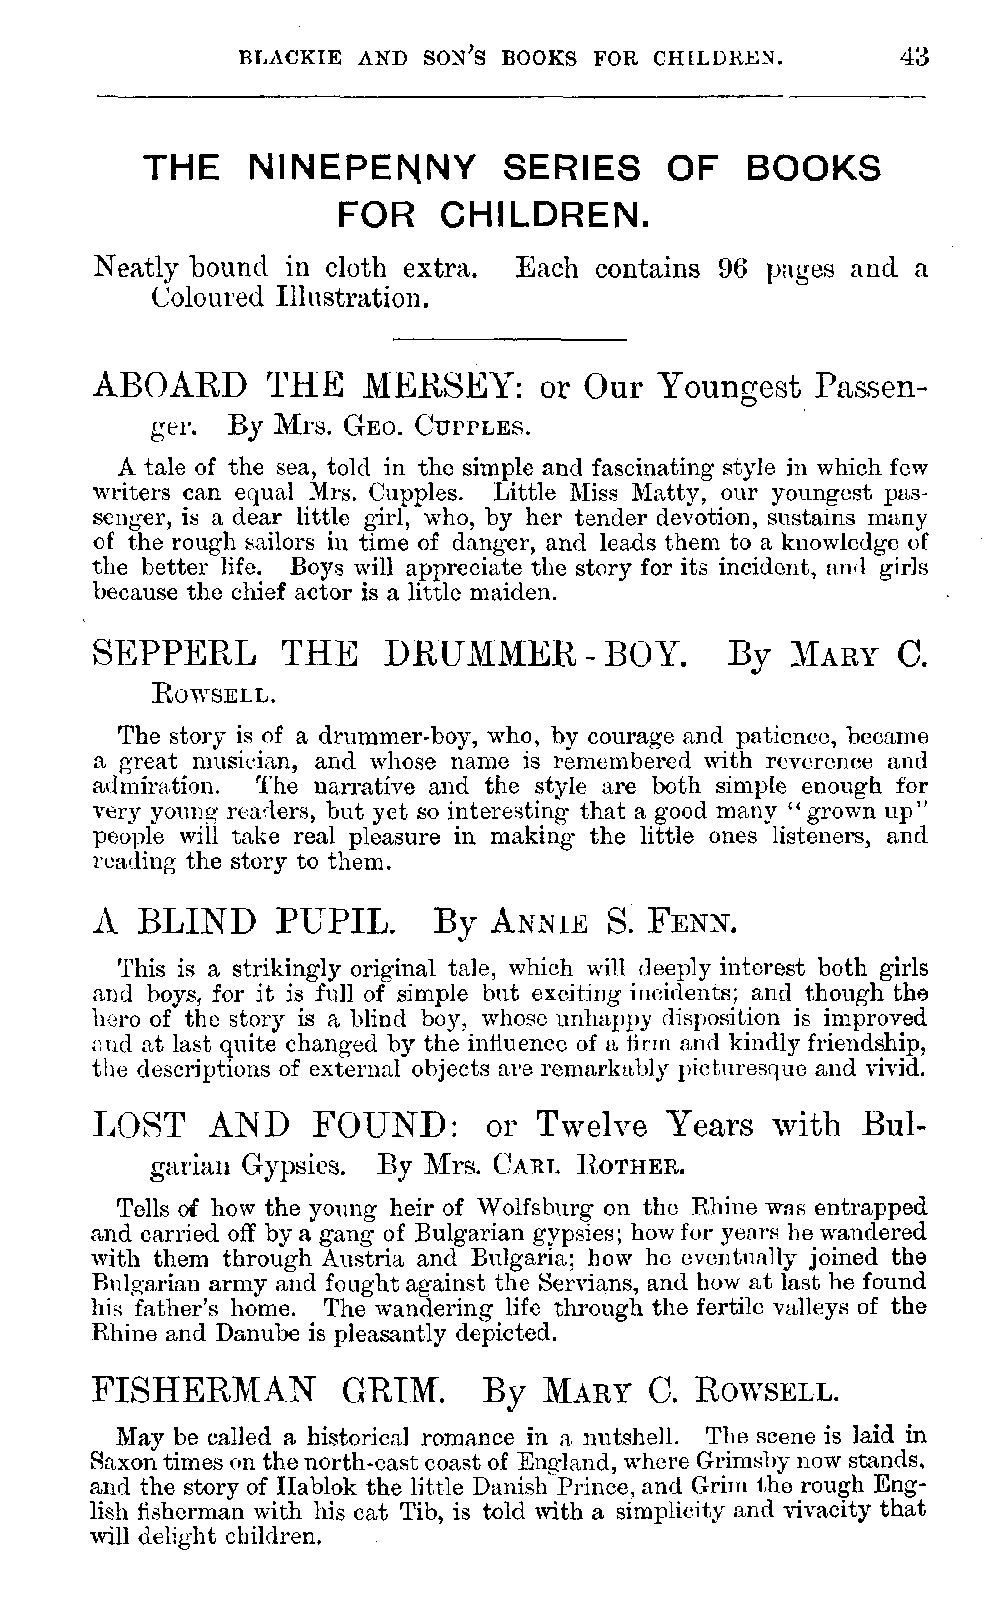 BLACKIE AND SON'S BOOKS FOR CHILDREN. 43
THE NINEPENNY SERIES OF BOOKS
FOR CHILDREN.
Neatly bound in cloth extra. Each contains 96 pages and a
Coloured Illustration.
ABOARD THE MERSEY: or Our Youngest Passen-
ger. By Mrs. GEO. CUPPLES.
A tale of the sea, told in the simple and fascinating style in which few
writers can equal Mrs. Cupples. Little Miss Matty, our youngest pas-
senger, is a dear little girl, who, by her tender devotion, sustains many
of the rough sailors in time of danger, and leads them to a knowledge of
the better life. Boys will appreciate the story for its incident, and girls
because the chief actor is a little maiden.
SEPPERL THE DRUMMER-BOY. By MARY C.
ROWSELL.
The story is of a drummer-boy, who, by courage and patience, became
a great musician, and whose name is remembered with reverence and
admiration. The narrative and the style are both simple enough for
very young readers, but yet so interesting that a good many "grown up"
people will take real pleasure in making the little ones listeners, and
reading the story to them.
A BLIND PUPIL. By ANNIE S. FENN.
This is a strikingly original tale, which will deeply interest both girls
and boys, for it is full of simple but exciting incidents; and though the
hero of the story is a blind boy, whose unhappy disposition is improved
and at last quite changed by the influence of a firm and kindly friendship,
the descriptions of external objects are remarkably picturesque and vivid.
LOST AND FOUND: or Twelve Years with Bul-
garian Gypsies. By Mrs. CARL ROTHER.
Tells of how the young heir of Wolfsburg on the Rhine was entrapped
and carried off by a gang of Bulgarian gypsies; how for years he wandered
with them through Austria and Bulgaria; how he eventually joined the
Bulgarian army and fought against the Servians, and how at last he found
his father's home. The wandering life through the fertile valleys of the
Rhine and Danube is pleasantly depicted.
FISHERMAN GRIM. By MARY C. ROWSELL.
May be called a historical romance in a nutshell. The scene is laid in
Saxon times on the north-east coast of England, where Grimsby now stands,
and the story of Hablok the little Danish Prince, and Grim the rough Eng-
lish fisherman with his cat Tib, is told with a simplicity and vivacity that
will delight children.